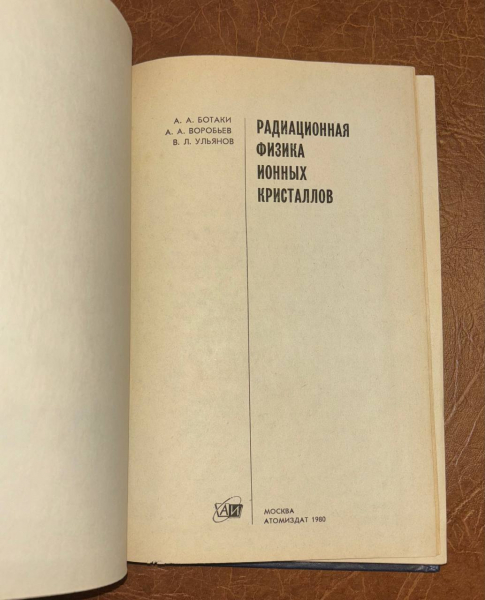 А. А. БОТАКИ
А. А. ВОРОБЬЕВ
В. Л. УЛЬЯНОВ
РАДИАЦИОННАЯ
ФИЗИКА
ИОННЫХ
КРИСТАЛЛОВ
АИ
МОСКВА
АТОМИЗДАТ 1980